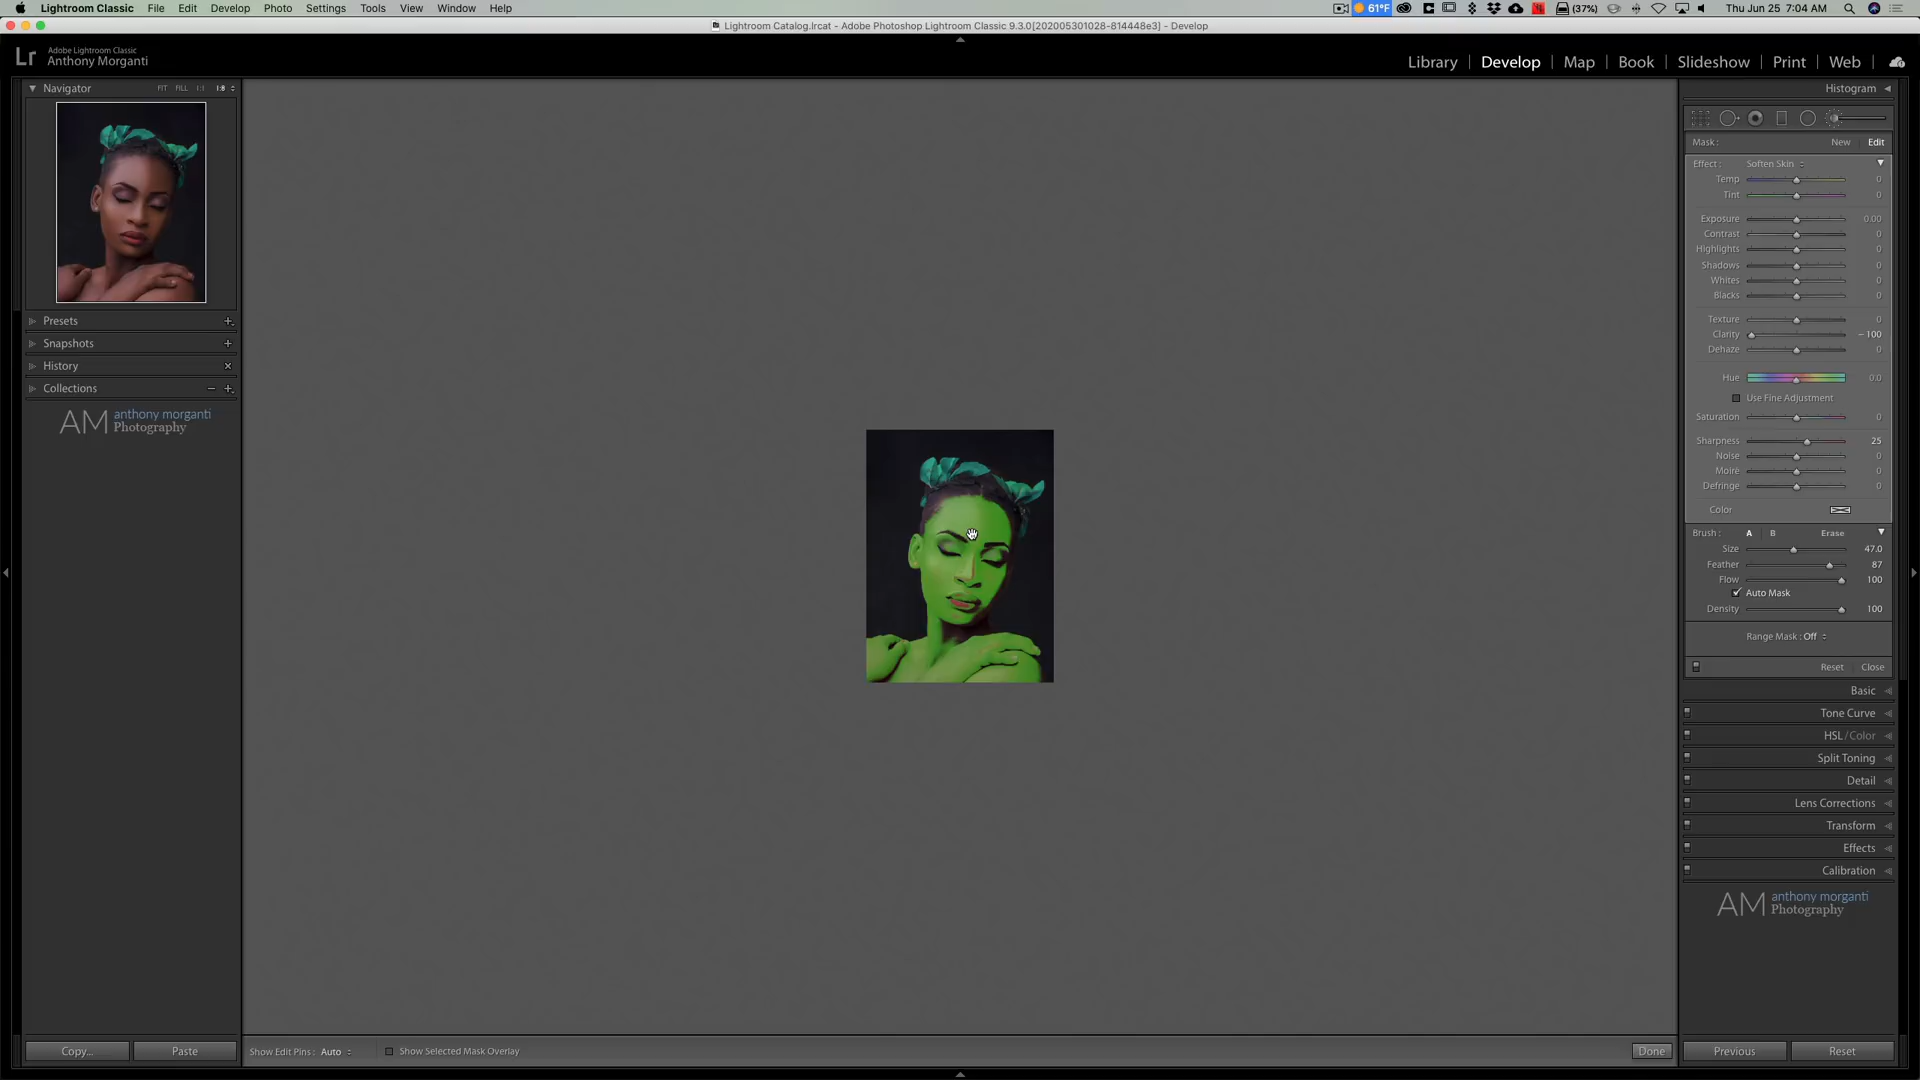 Lightroom Classic File Edit Develop Photo Settings Tools View Window Help
61°F (37%) Thu Jun 25 7:04 AM
Lightroom Catalog.lrcat - Adobe Photoshop Lightroom Classic 9.3.0[202005301028-814448e3] - Develop
Lr Adobe Lightroom Classic
Anthony Morganti
Library Develop Map Book Slideshow Print Web
Navigator FIT FILL 1:1 1:8
Presets
Snapshots
History
Collections
AM anthony morganti
Photography
Histogram
Mask : New Edit
Effect : Soften Skin
Temp 0
Tint 0
Exposure 0.00
Contrast 0
Highlights 0
Shadows 0
Whites 0
Blacks 0
Texture 0
Clarity – 100
Dehaze 0
Hue 0.0
Use Fine Adjustment
Saturation 0
Sharpness 25
Noise 0
Moiré 0
Defringe 0
Color
Brush : A B Erase
Size 47.0
Feather 87
Flow 100
Auto Mask
Density 100
Range Mask : Off
Reset Close
Basic
Tone Curve
HSL / Color
Split Toning
Detail
Lens Corrections
Transform
Effects
Calibration
AM anthony morganti
Photography
Copy... Paste
Show Edit Pins : Auto Show Selected Mask Overlay Done
Previous Reset